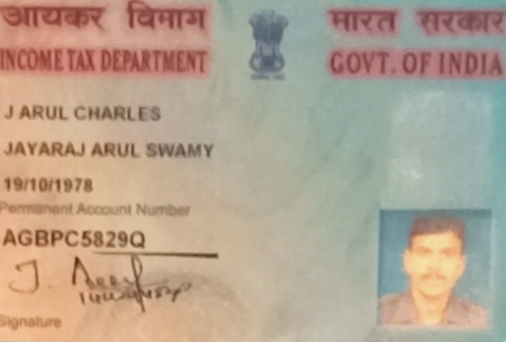 आयकर विभाग
भारत सरकार
INCOME TAX DEPARTMENT
GOVT. OF INDIA
J ARUL CHARLES
JAYARAJ ARUL SWAMY
19/10/1978
Permanent Account Number
AGBPC5829Q
J.
Signature